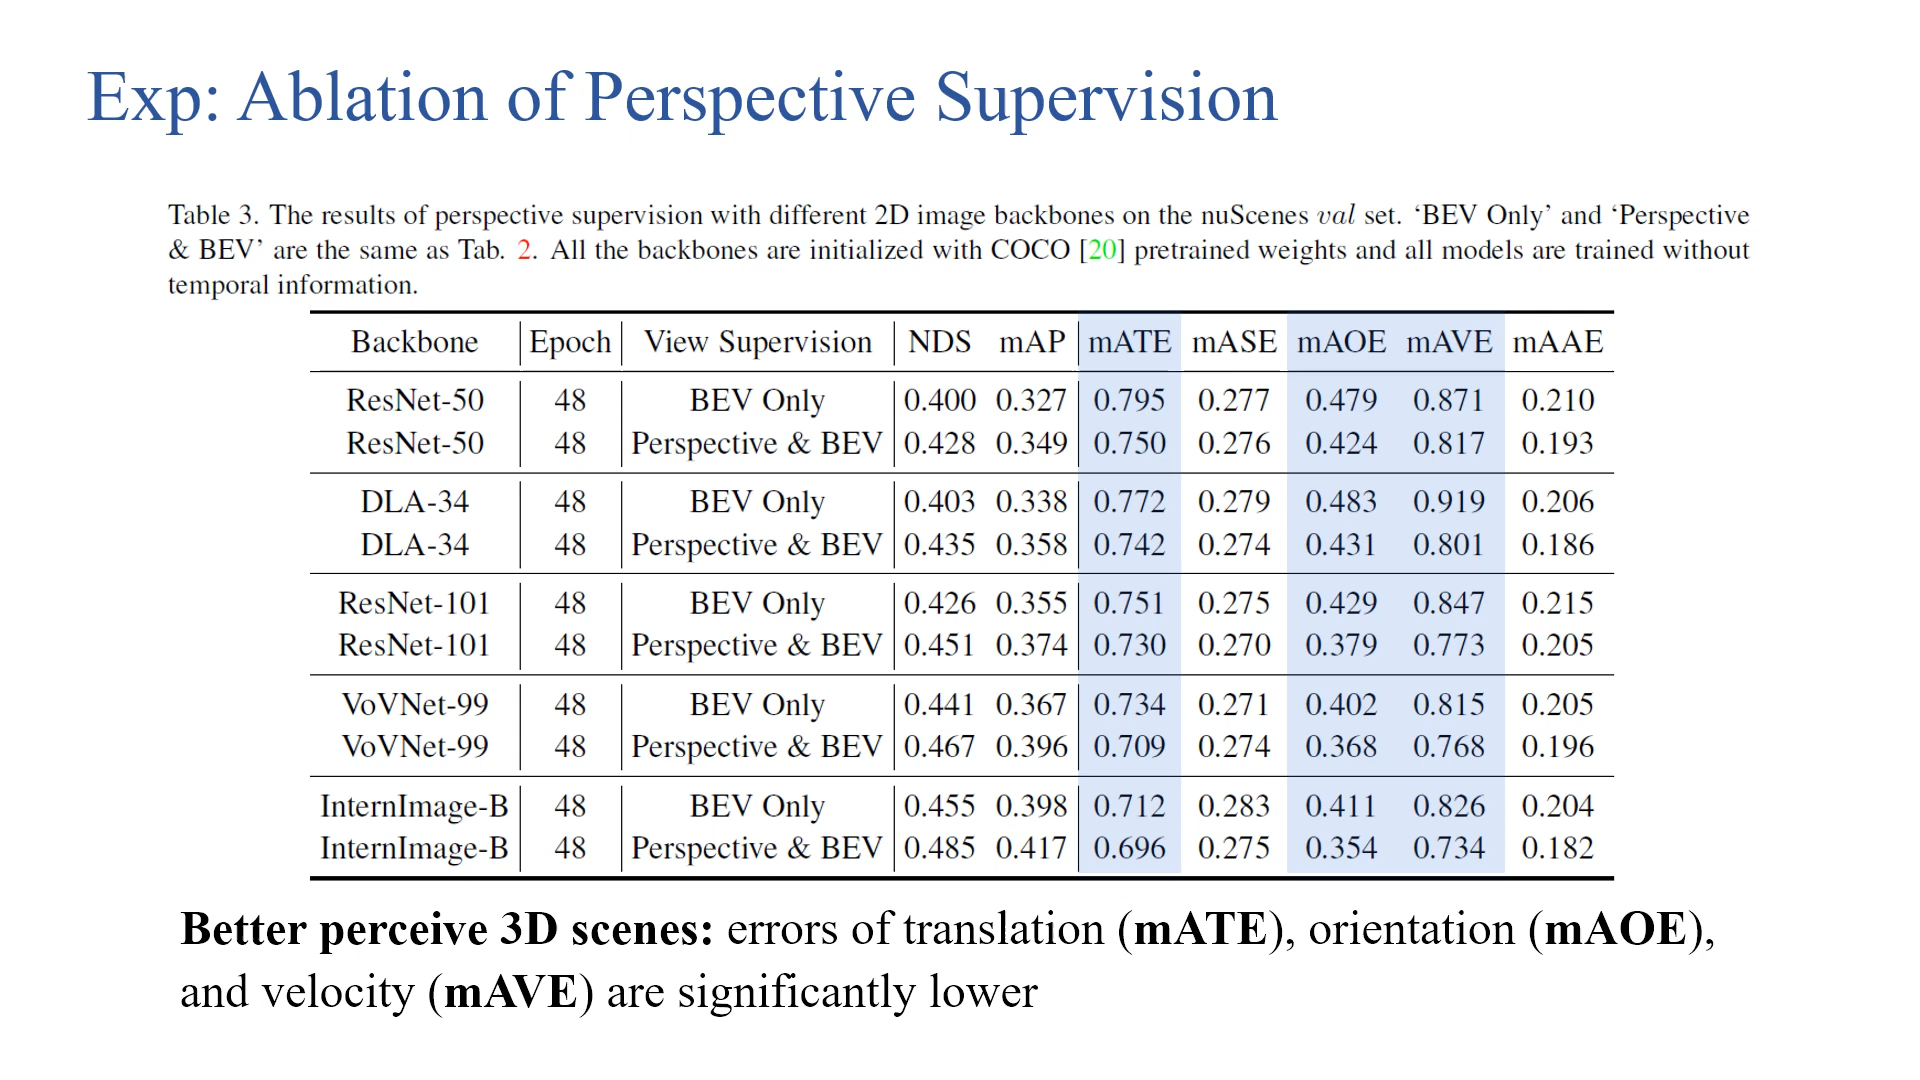 Exp: Ablation of Perspective Supervision
Table 3. The results of perspective supervision with different 2D image backbones on the nuScenes val set. ‘BEV Only’ and ‘Perspective
& BEV’ are the same as Tab. 2. All the backbones are initialized with COCO [20] pretrained weights and all models are trained without
temporal information.
Backbone Epoch View Supervision NDS mAP mATE mASE mAOE mAVE mAAE
ResNet-50 48 BEV Only 0.400 0.327 0.795 0.277 0.479 0.871 0.210
ResNet-50 48 Perspective & BEV 0.428 0.349 0.750 0.276 0.424 0.817 0.193
DLA-34 48 BEV Only 0.403 0.338 0.772 0.279 0.483 0.919 0.206
DLA-34 48 Perspective & BEV 0.435 0.358 0.742 0.274 0.431 0.801 0.186
ResNet-101 48 BEV Only 0.426 0.355 0.751 0.275 0.429 0.847 0.215
ResNet-101 48 Perspective & BEV 0.451 0.374 0.730 0.270 0.379 0.773 0.205
VoVNet-99 48 BEV Only 0.441 0.367 0.734 0.271 0.402 0.815 0.205
VoVNet-99 48 Perspective & BEV 0.467 0.396 0.709 0.274 0.368 0.768 0.196
InternImage-B 48 BEV Only 0.455 0.398 0.712 0.283 0.411 0.826 0.204
InternImage-B 48 Perspective & BEV 0.485 0.417 0.696 0.275 0.354 0.734 0.182
Better perceive 3D scenes: errors of translation (mATE), orientation (mAOE),
and velocity (mAVE) are significantly lower